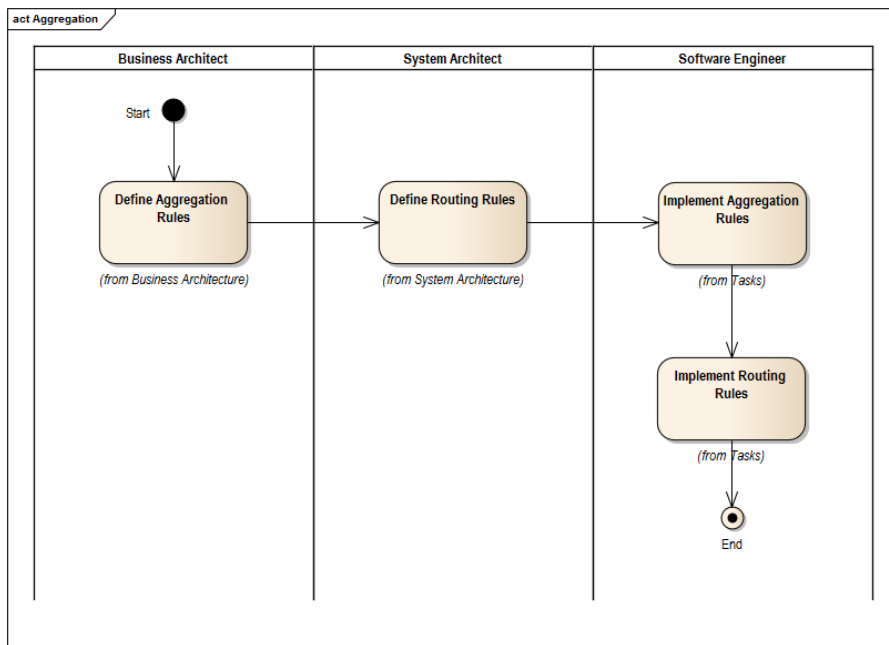 act Aggregation
Business Architect
System Architect
Software Engineer
Start
Define Aggregation
Rules
(from Business Architecture)
Define Routing Rules
(from System Architecture)
Implement Aggregation
Rules
(from Tasks)
Implement Routing
Rules
(from Tasks)
End